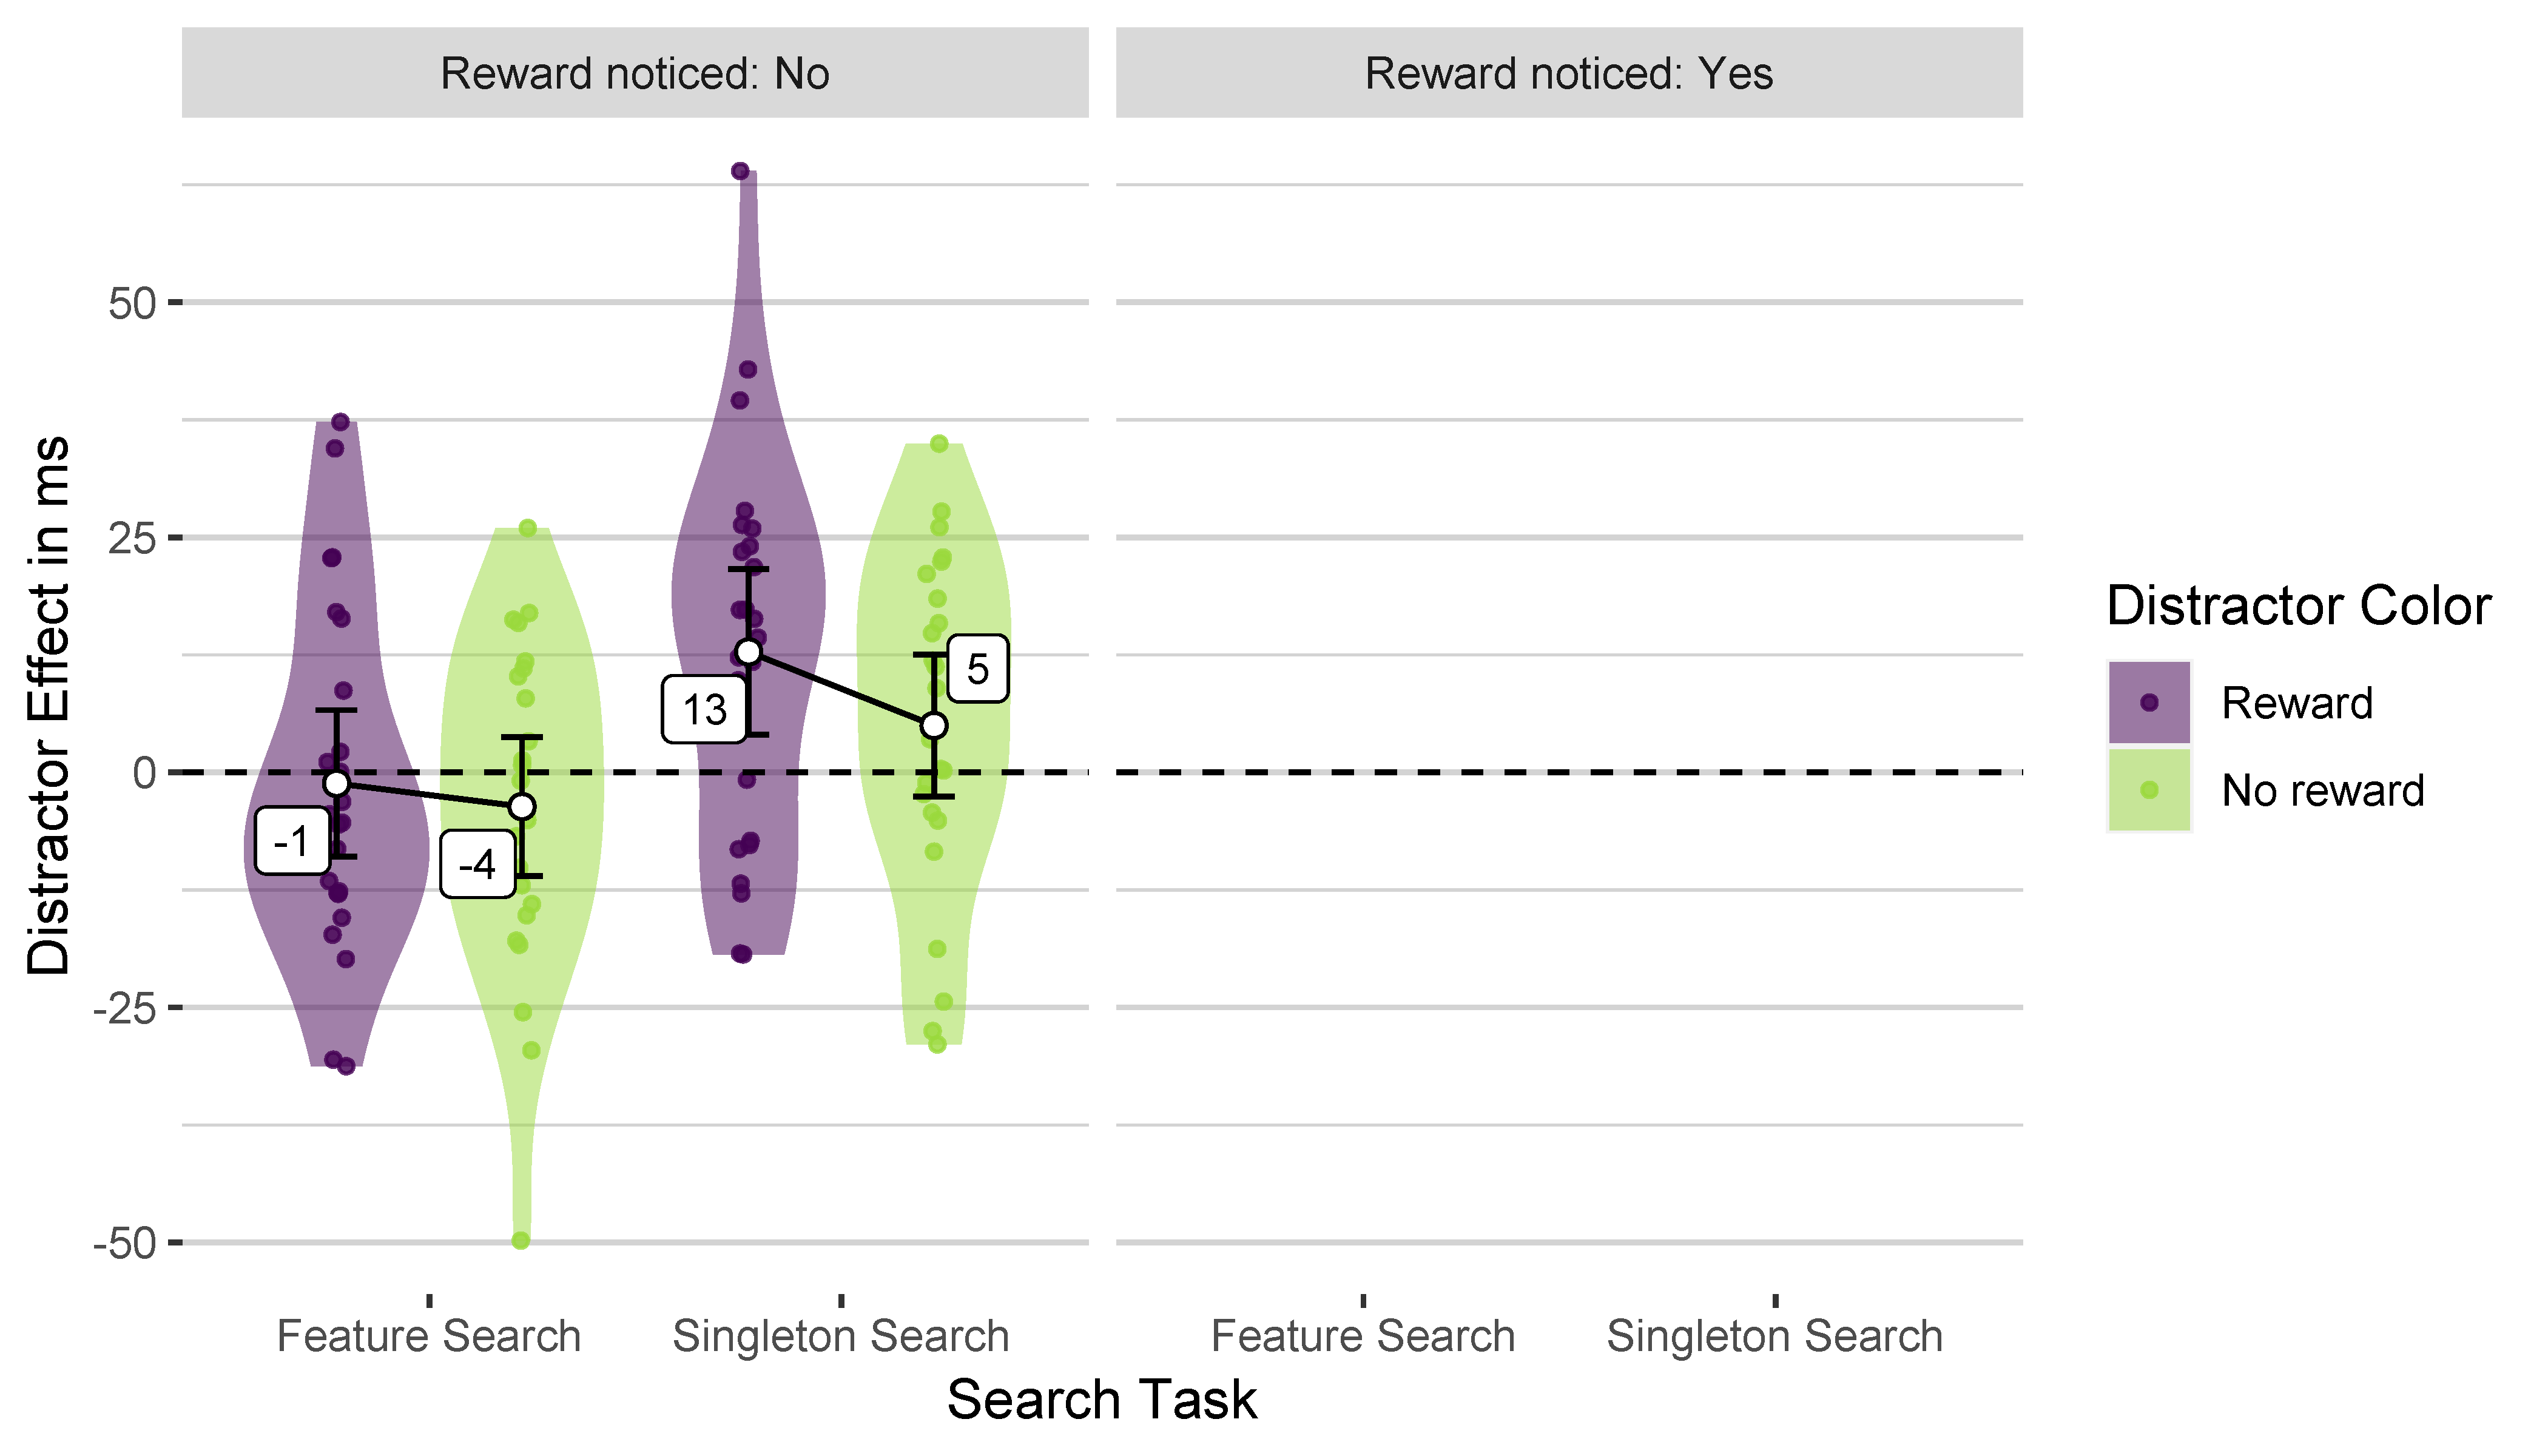 Reward noticed: No
Reward noticed: Yes
Distractor Effect in ms
50
25
0
-25
-50
-1
-4
13
5
Feature Search
Singleton Search
Feature Search
Singleton Search
Search Task
Distractor Color
Reward
No reward